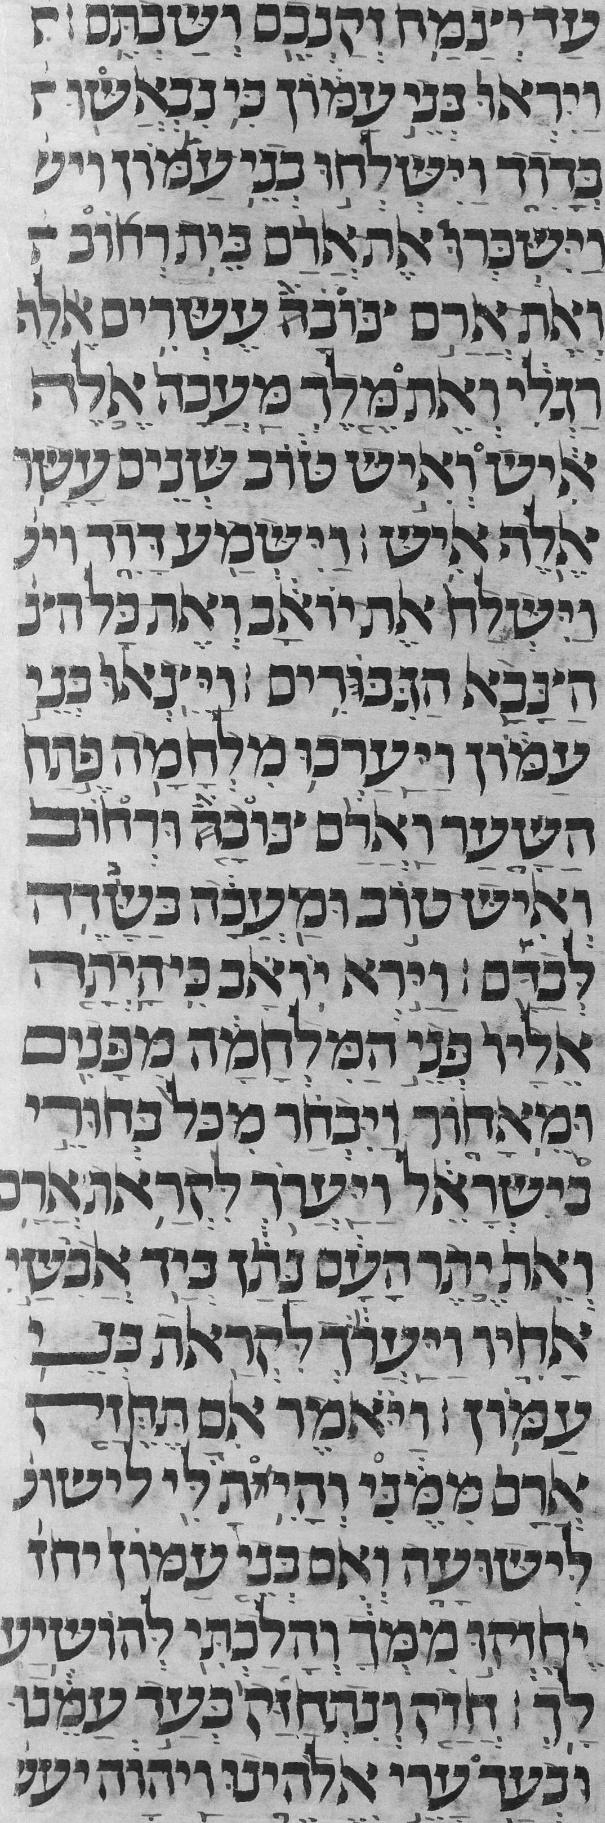 עד יצמח זקנכם ושבתם ׃
ויראו בני עמון כי נבאשו
בדוד וישלחו בני עמון ויש
וישכרו את ארם בית רחוב
ואת ארם צובה עשרים אלף
רגלי ואת מלך מעכה אלף
איש ואיש טוב שנים עשר
אלף איש ׃ וישמע דוד ויש
וישלח את יואב ואת כל הצ
הצבא הגבורים ׃ ויצאו בני
עמון ויערכו מלחמה פתח
השער וארם צובה ורחוב
ואיש טוב ומעכה בשדה
לבדם ׃ וירא יואב כי היתה
אליו פני המלחמה מפנים
ומאחור ויבחר מכל בחורי
בישראל ויערך לקראת ארם
ואת יתר העם נתן ביד אבשי
אחיו ויערך לקראת בני
עמון ׃ ויאמר אם תחזק
ארם ממני והיתה לי לישוע
לישועה ואם בני עמון יחז
יחזקו ממך והלכתי להושיע
לך ׃ חזק ונתחזק בעד עמנו
ובעד ערי אלהינו ויהוה יעש